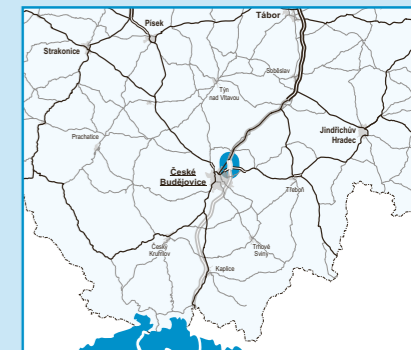 Tábor
Písek
Strakonice
Soběslav
Týn
nad Vltavou
Jindřichův
Hradec
Prachatice
České
Budějovice
Třeboň
Český
Krumlov
Trhové
Sviny
Kaplice